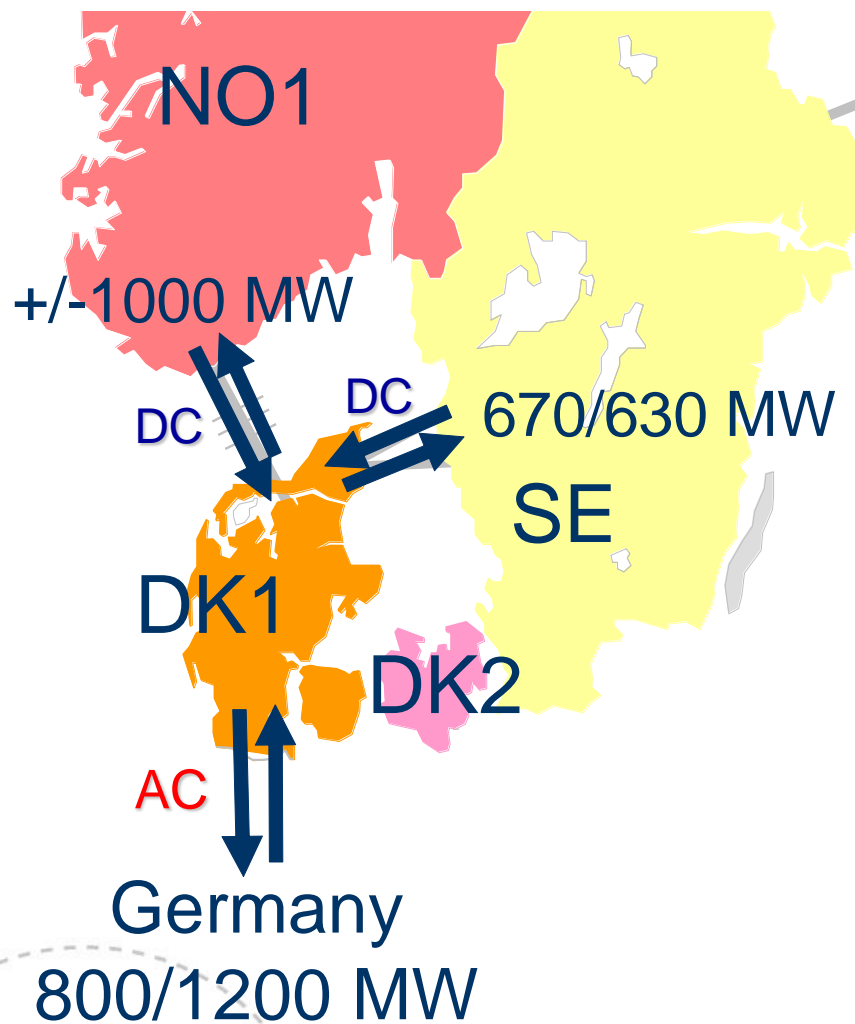 NO1
+/-1000 MW
DC
DC
670/630 MW
SE
DK1
DK2
AC
Germany
800/1200 MW